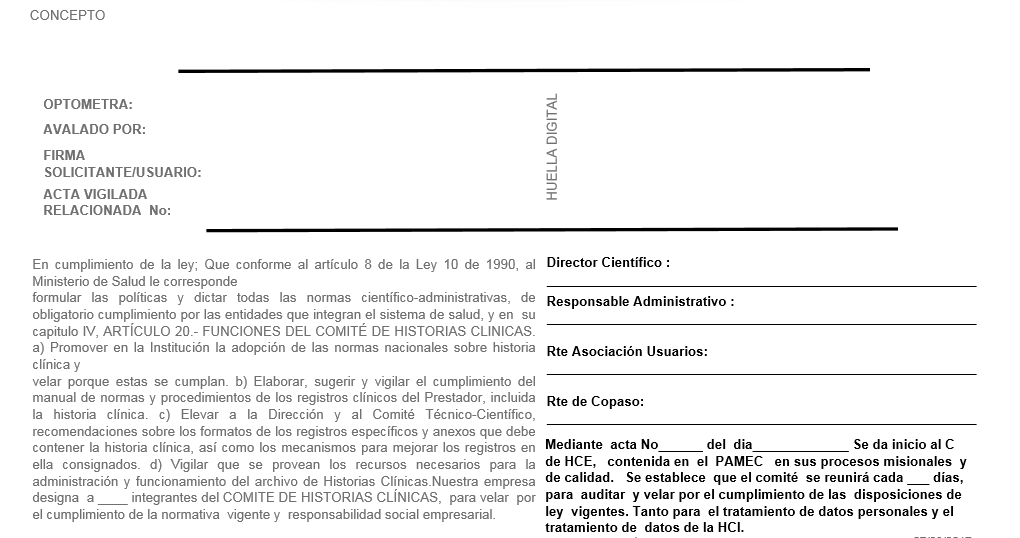 CONCEPTO
OPTOMETRA:
AVALADO POR:
FIRMA
SOLICITANTE/USUARIO:
ACTA VIGILADA
RELACIONADA No:
HUELLA DIGITAL
En cumplimiento de la ley; Que conforme al artículo 8 de la Ley 10 de 1990, al
Ministerio de Salud le corresponde
formular las políticas y dictar todas las normas científico-administrativas, de
obligatorio cumplimiento por las entidades que integran el sistema de salud, y en su
capitulo IV, ARTÍCULO 20.- FUNCIONES DEL COMITÉ DE HISTORIAS CLINICAS.
a) Promover en la Institución la adopción de las normas nacionales sobre historia
clínica y
velar porque estas se cumplan. b) Elaborar, sugerir y vigilar el cumplimiento del
manual de normas y procedimientos de los registros clínicos del Prestador, incluida
la historia clínica. c) Elevar a la Dirección y al Comité Técnico-Científico,
recomendaciones sobre los formatos de los registros específicos y anexos que debe
contener la historia clínica, así como los mecanismos para mejorar los registros en
ella consignados. d) Vigilar que se provean los recursos necesarios para la
administración y funcionamiento del archivo de Historias Clínicas.Nuestra empresa
designa a ____ integrantes del COMITE DE HISTORIAS CLÍNICAS, para velar por
el cumplimiento de la normativa vigente y responsabilidad social empresarial.
Director Científico :
Responsable Administrativo :
Rte Asociación Usuarios:
Rte de Copaso:
Mediante acta No______ del dia_____________ Se da inicio al C
de HCE, contenida en el PAMEC en sus procesos misionales y
de calidad. Se establece que el comité se reunirá cada ___ días,
para auditar y velar por el cumplimiento de las disposiciones de
ley vigentes. Tanto para el tratamiento de datos personales y el
tratamiento de datos de la HCI.